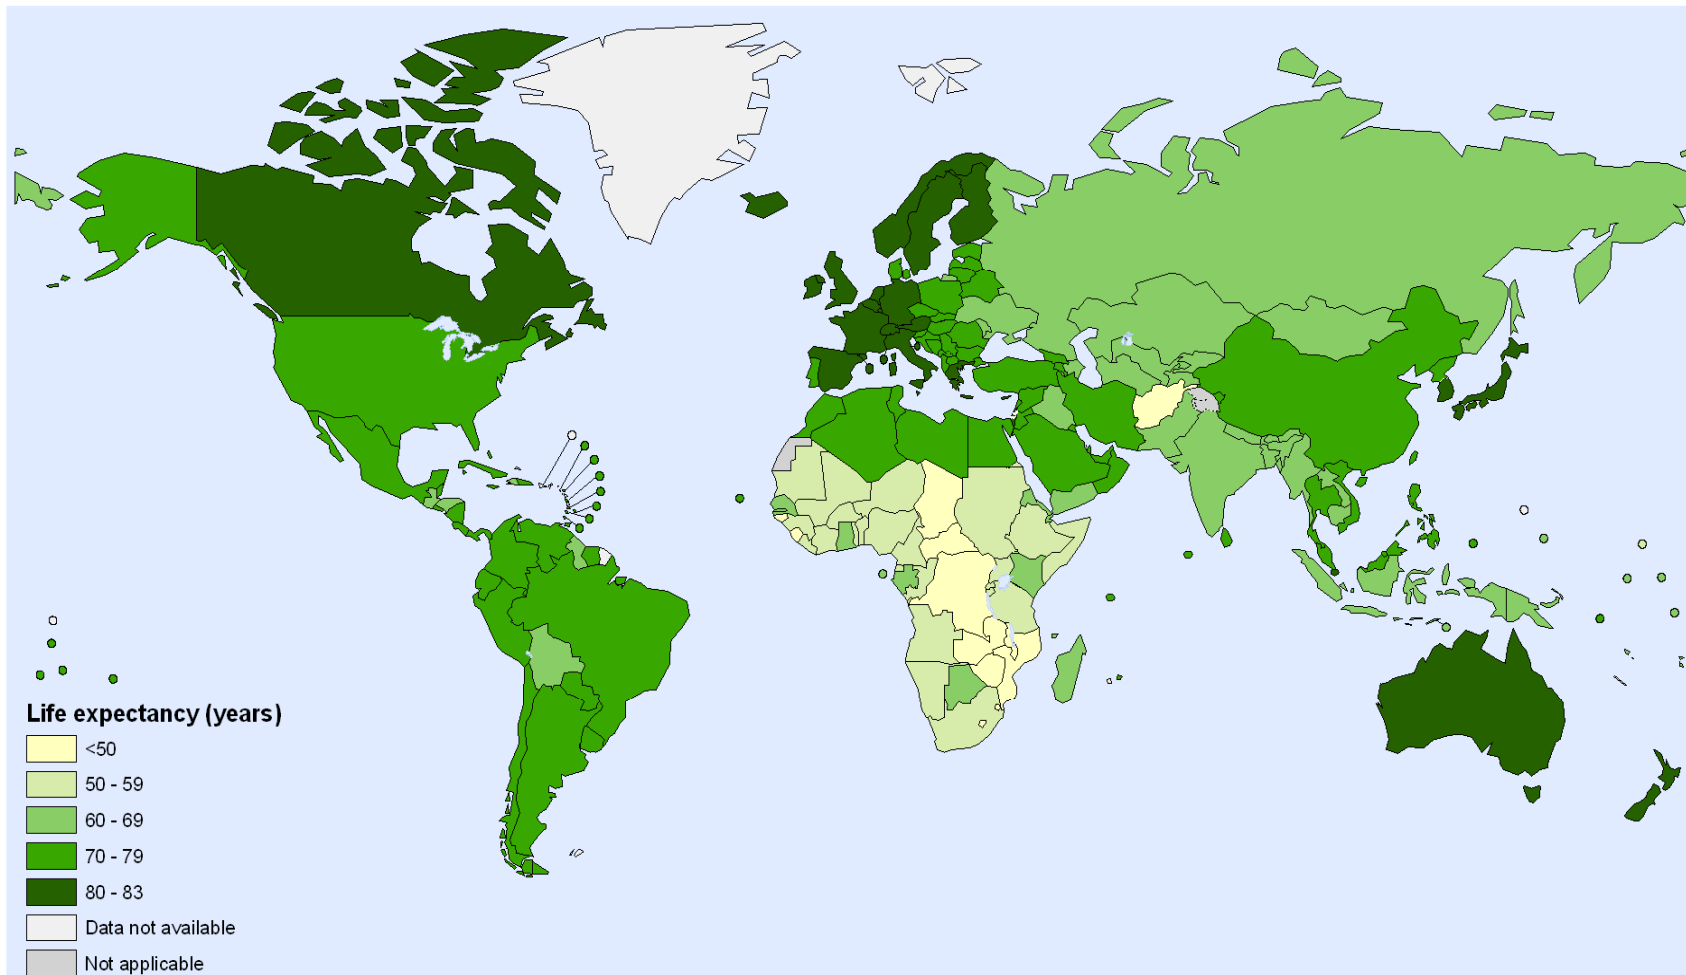 Life expectancy (years)
<50
50 - 59
60 - 69
70 - 79
80 - 83
Data not available
Not applicable